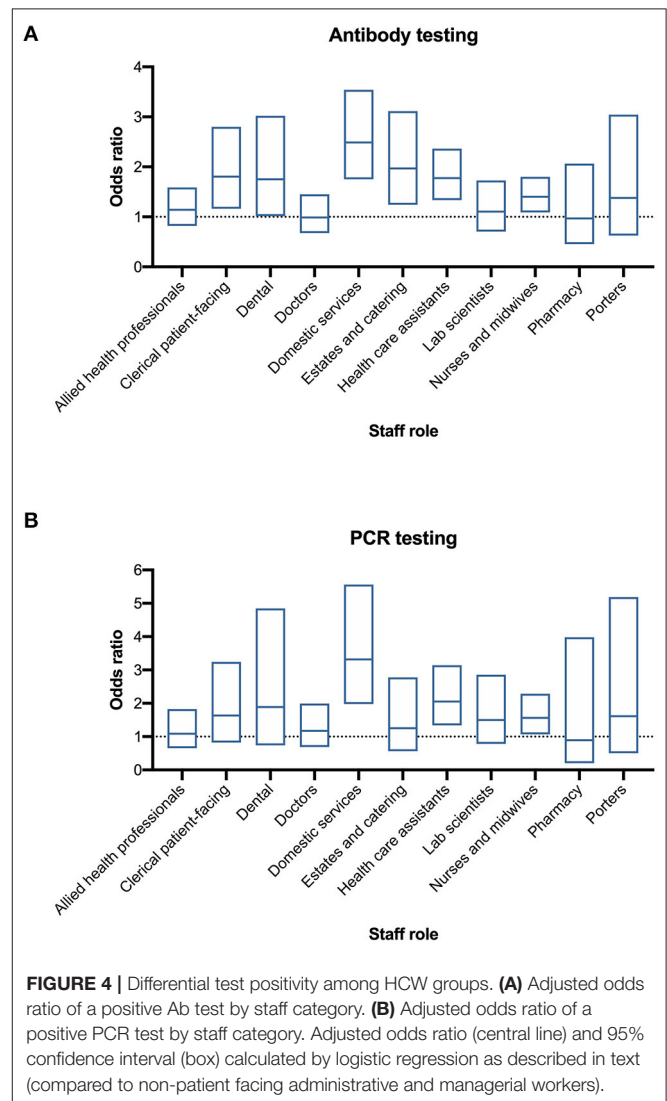 A
Antibody testing
4
3
2
1
0
Odds ratio
Allied health professionals
Clerical patient-facing
Dental
Doctors
Domestic services
Estates and catering
Health care assistants
Lab scientists
Nurses and midwives
Pharmacy
Porters
Staff role
B
PCR testing
6
5
4
3
2
1
0
Odds ratio
Allied health professionals
Clerical patient-facing
Dental
Doctors
Domestic services
Estates and catering
Health care assistants
Lab scientists
Nurses and midwives
Pharmacy
Porters
Staff role
FIGURE 4 | Differential test positivity among HCW groups. (A) Adjusted odds
ratio of a positive Ab test by staff category. (B) Adjusted odds ratio of a
positive PCR test by staff category. Adjusted odds ratio (central line) and 95%
confidence interval (box) calculated by logistic regression as described in text
(compared to non-patient facing administrative and managerial workers).